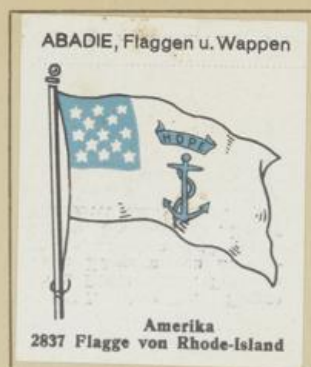 ABADIE, Flaggen u. Wappen
HOPE
Amerika
2837 Flagge von Rhode-Island